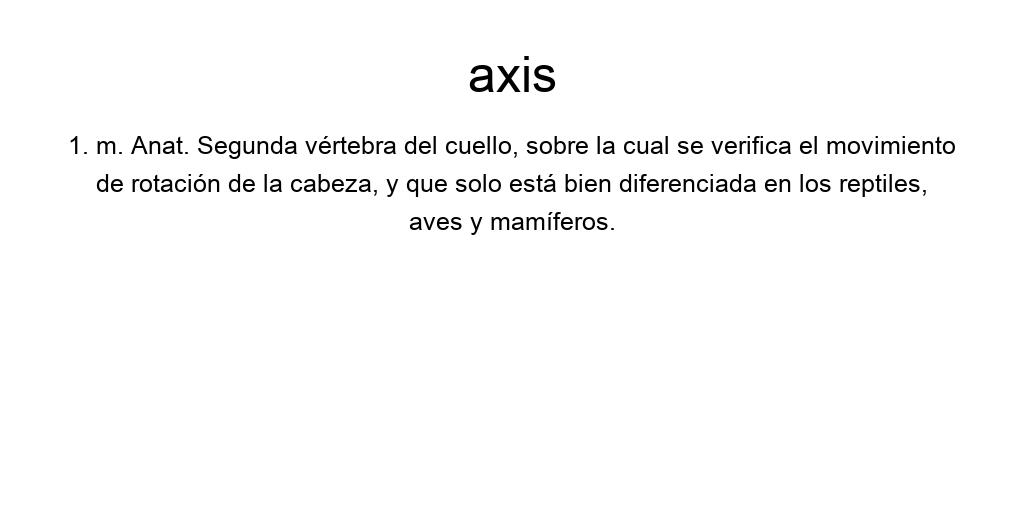 axis
1. m. Anat. Segunda vértebra del cuello, sobre la cual se verifica el movimiento
de rotación de la cabeza, y que solo está bien diferenciada en los reptiles,
aves y mamíferos.